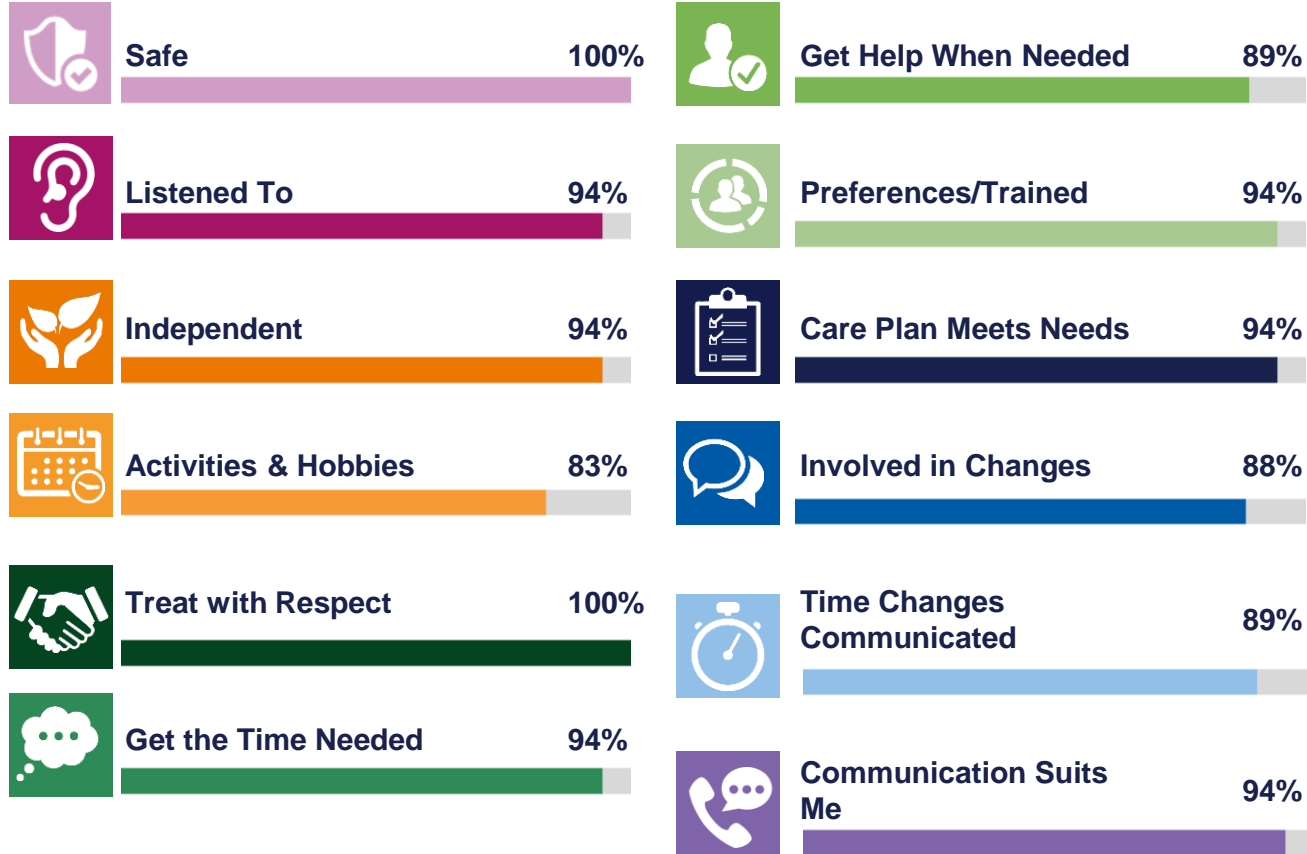 Safe 100%
Listened To 94%
Independent 94%
Activities & Hobbies 83%
Treat with Respect 100%
Get the Time Needed 94%
Get Help When Needed 89%
Preferences/Trained 94%
Care Plan Meets Needs 94%
Involved in Changes 88%
Time Changes
Communicated 89%
Communication Suits
Me 94%